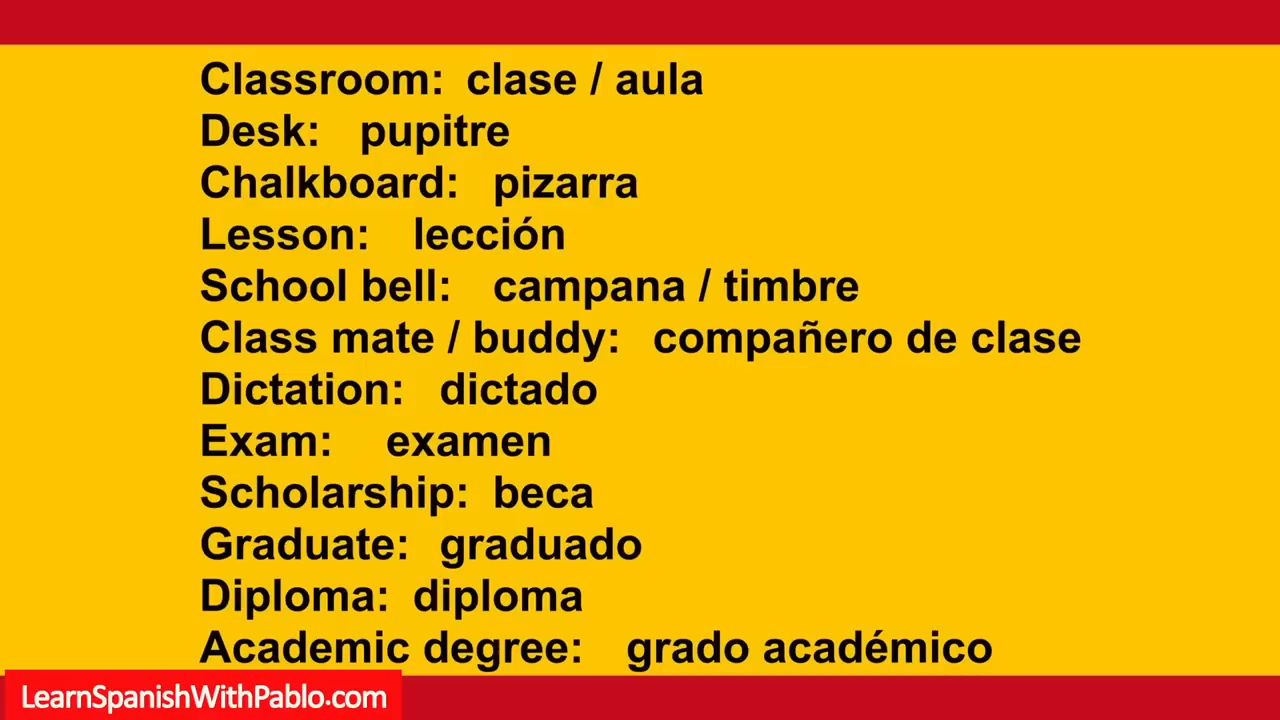 Classroom: clase / aula
Desk: pupitre
Chalkboard: pizarra
Lesson: lección
School bell: campana / timbre
Class mate / buddy: compañero de clase
Dictation: dictado
Exam: examen
Scholarship: beca
Graduate: graduado
Diploma: diploma
Academic degree: grado académico
LearnSpanishWithPablo.com